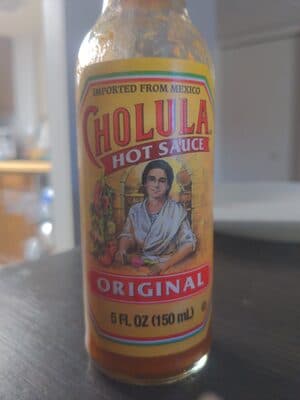 IMPORTED FROM MEXICO
CHOLULA
HOT SAUCE
ORIGINAL
5 FL OZ (150 mL)